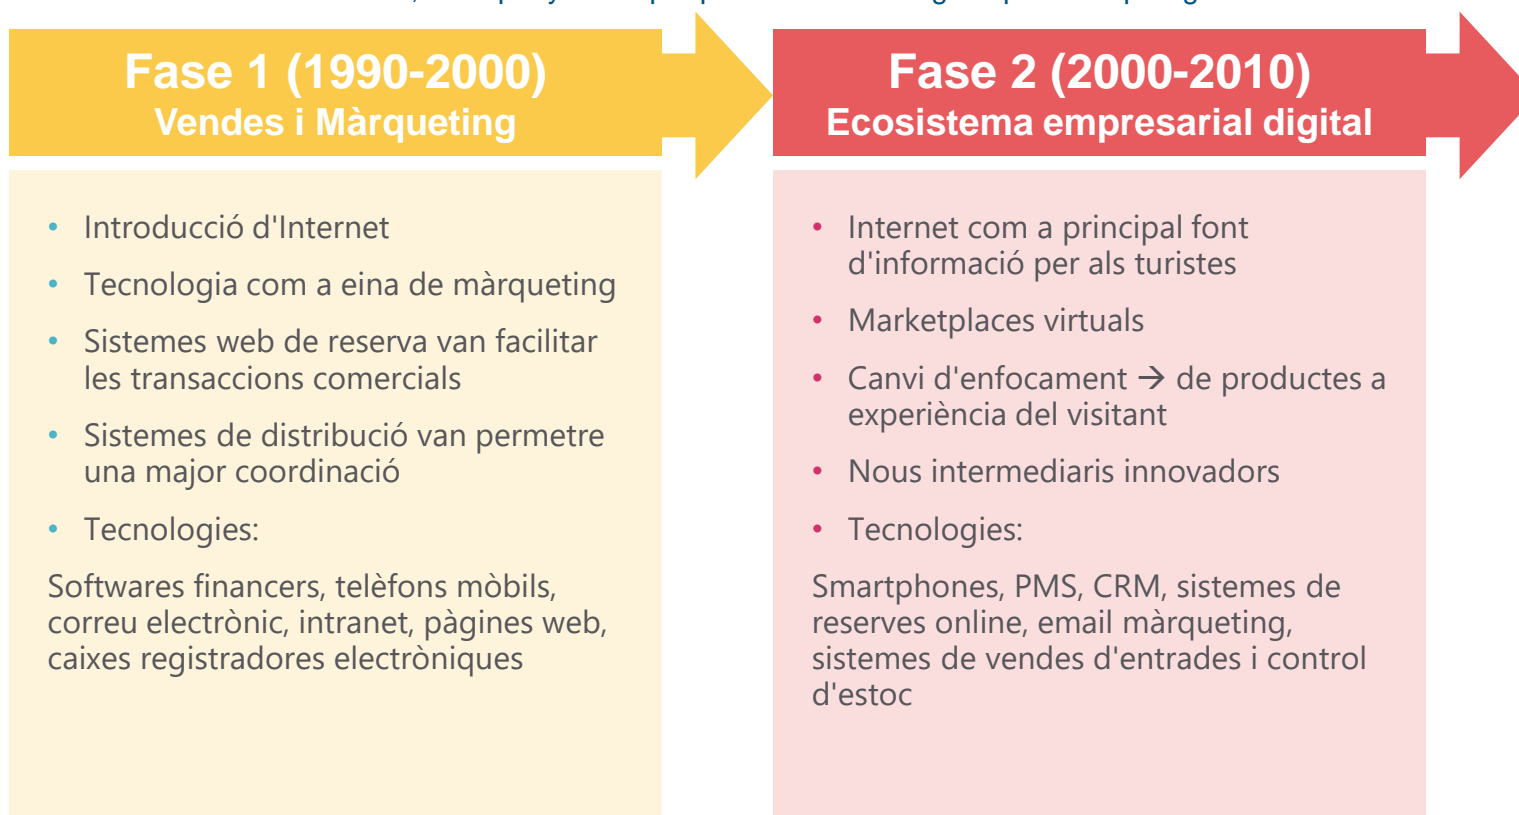 Fase 1 (1990-2000)
Vendes i Màrqueting
• Introducció d'Internet
• Tecnologia com a eina de màrqueting
• Sistemes web de reserva van facilitar
les transaccions comercials
• Sistemes de distribució van permetre
una major coordinació
• Tecnologies:
Softwares financers, telèfons mòbils,
correu electrònic, intranet, pàgines web,
caixes registradores electròniques
Fase 2 (2000-2010)
Ecosistema empresarial digital
• Internet com a principal font
d'informació per als turistes
• Marketplaces virtuals
• Canvi d'enfocament → de productes a
experiència del visitant
• Nous intermediaris innovadors
• Tecnologies:
Smartphones, PMS, CRM, sistemes de
reserves online, email màrqueting,
sistemes de vendes d'entrades i control
d'estoc